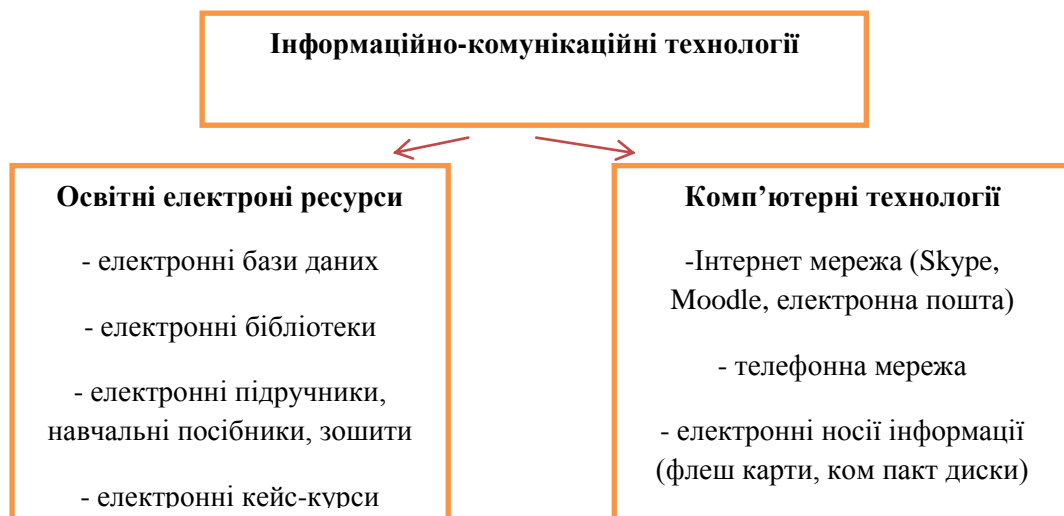 Інформаційно-комунікаційні технології
Освітні електроні ресурси
- електронні бази даних
- електронні бібліотеки
- електронні підручники,
навчальні посібники, зошити
- електронні кейс-курси
Комп’ютерні технології
-Інтернет мережа (Skype,
Moodle, електронна пошта)
- телефонна мережа
- електронні носії інформації
(флеш карти, ком пакт диски)